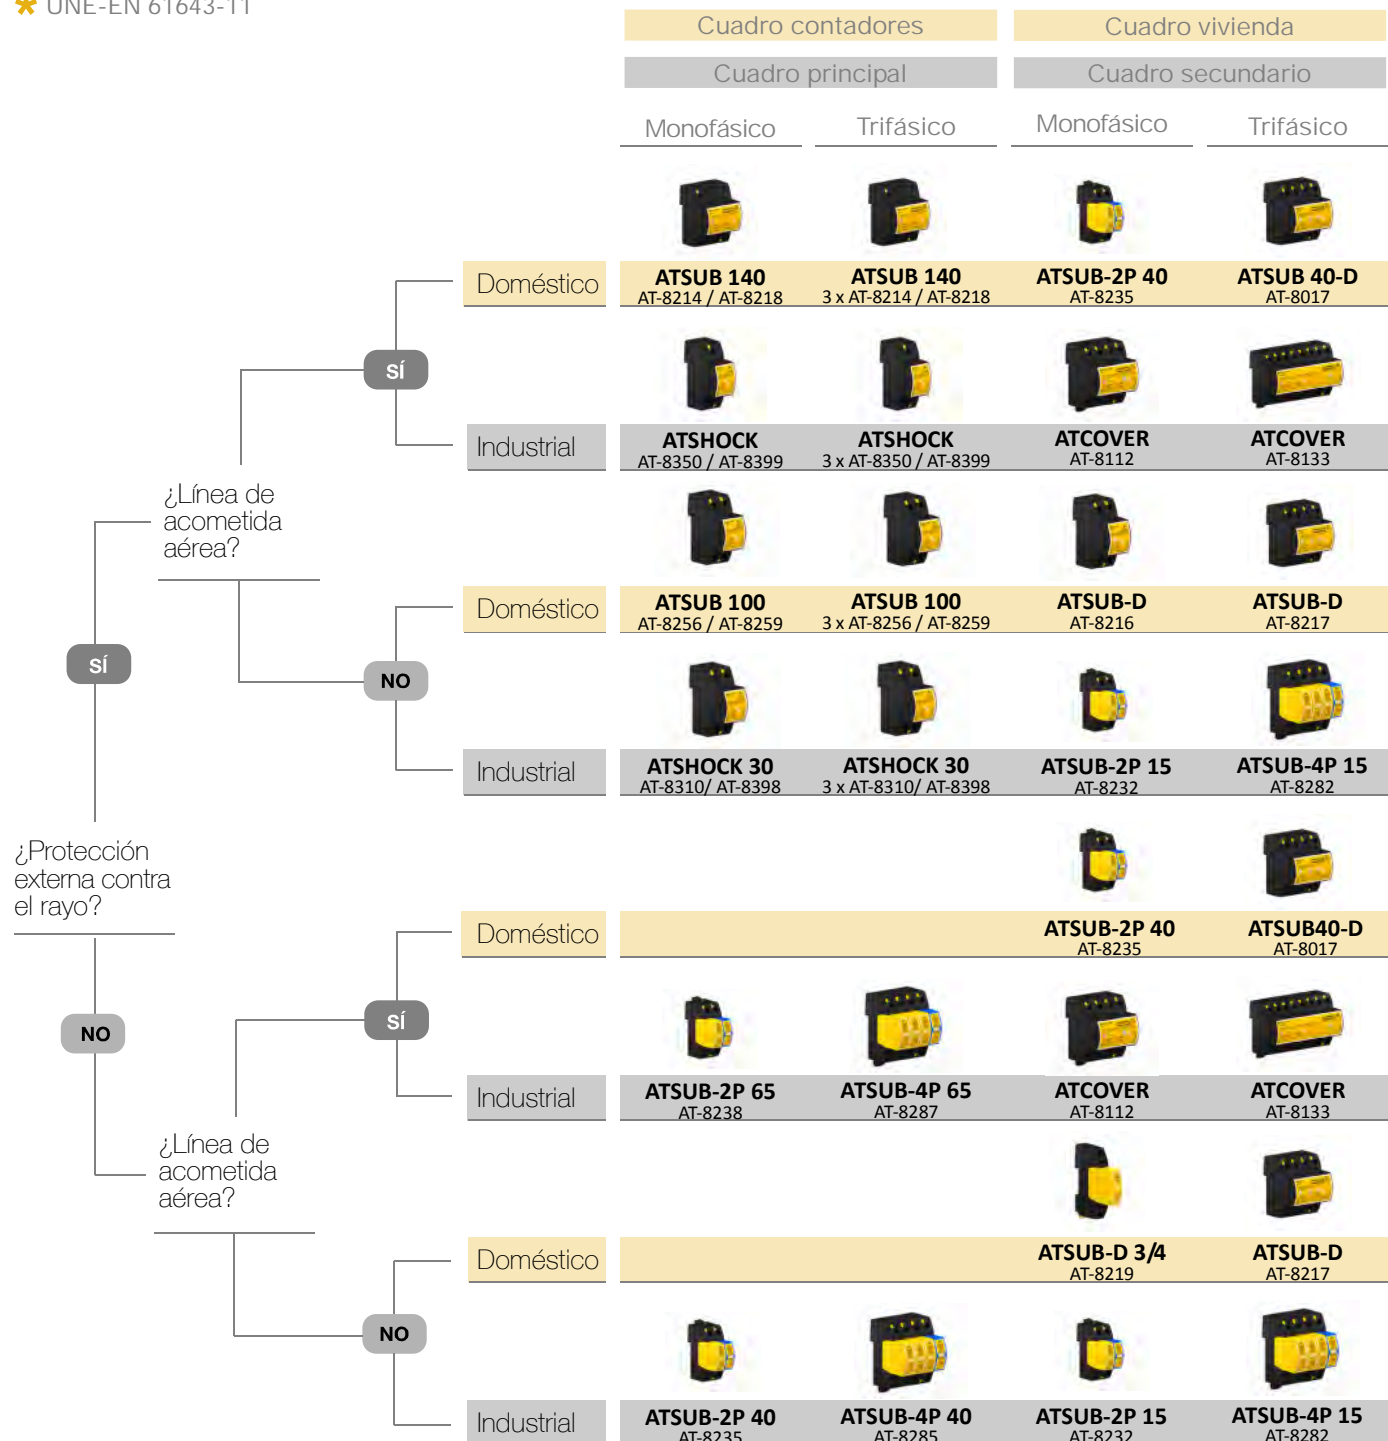 * UNE-EN 61643-11
Cuadro contadores
Cuadro vivienda
Cuadro principal
Cuadro secundario
Monofásico
Trifásico
Monofásico
Trifásico
Doméstico
ATSUB 140
AT-8214 / AT-8218
ATSUB 140
3 x AT-8214 / AT-8218
ATSUB-2P 40
AT-8235
ATSUB 40-D
AT-8017
SÍ
Industrial
ATSHOCK
AT-8350 / AT-8399
ATSHOCK
3 x AT-8350 / AT-8399
ATCOVER
AT-8112
ATCOVER
AT-8133
¿Línea de
acometida
aérea?
Doméstico
ATSUB 100
AT-8256 / AT-8259
ATSUB 100
3 x AT-8256 / AT-8259
ATSUB-D
AT-8216
ATSUB-D
AT-8217
SÍ
NO
Industrial
ATSHOCK 30
AT-8310/ AT-8398
ATSHOCK 30
3 x AT-8310/ AT-8398
ATSUB-2P 15
AT-8232
ATSUB-4P 15
AT-8282
¿Protección
externa contra
el rayo?
Doméstico
ATSUB-2P 40
AT-8235
ATSUB40-D
AT-8017
SÍ
NO
Industrial
ATSUB-2P 65
AT-8238
ATSUB-4P 65
AT-8287
ATCOVER
AT-8112
ATCOVER
AT-8133
¿Línea de
acometida
aérea?
Doméstico
ATSUB-D 3/4
AT-8219
ATSUB-D
AT-8217
NO
Industrial
ATSUB-2P 40
AT-8235
ATSUB-4P 40
AT-8285
ATSUB-2P 15
AT-8232
ATSUB-4P 15
AT-8282